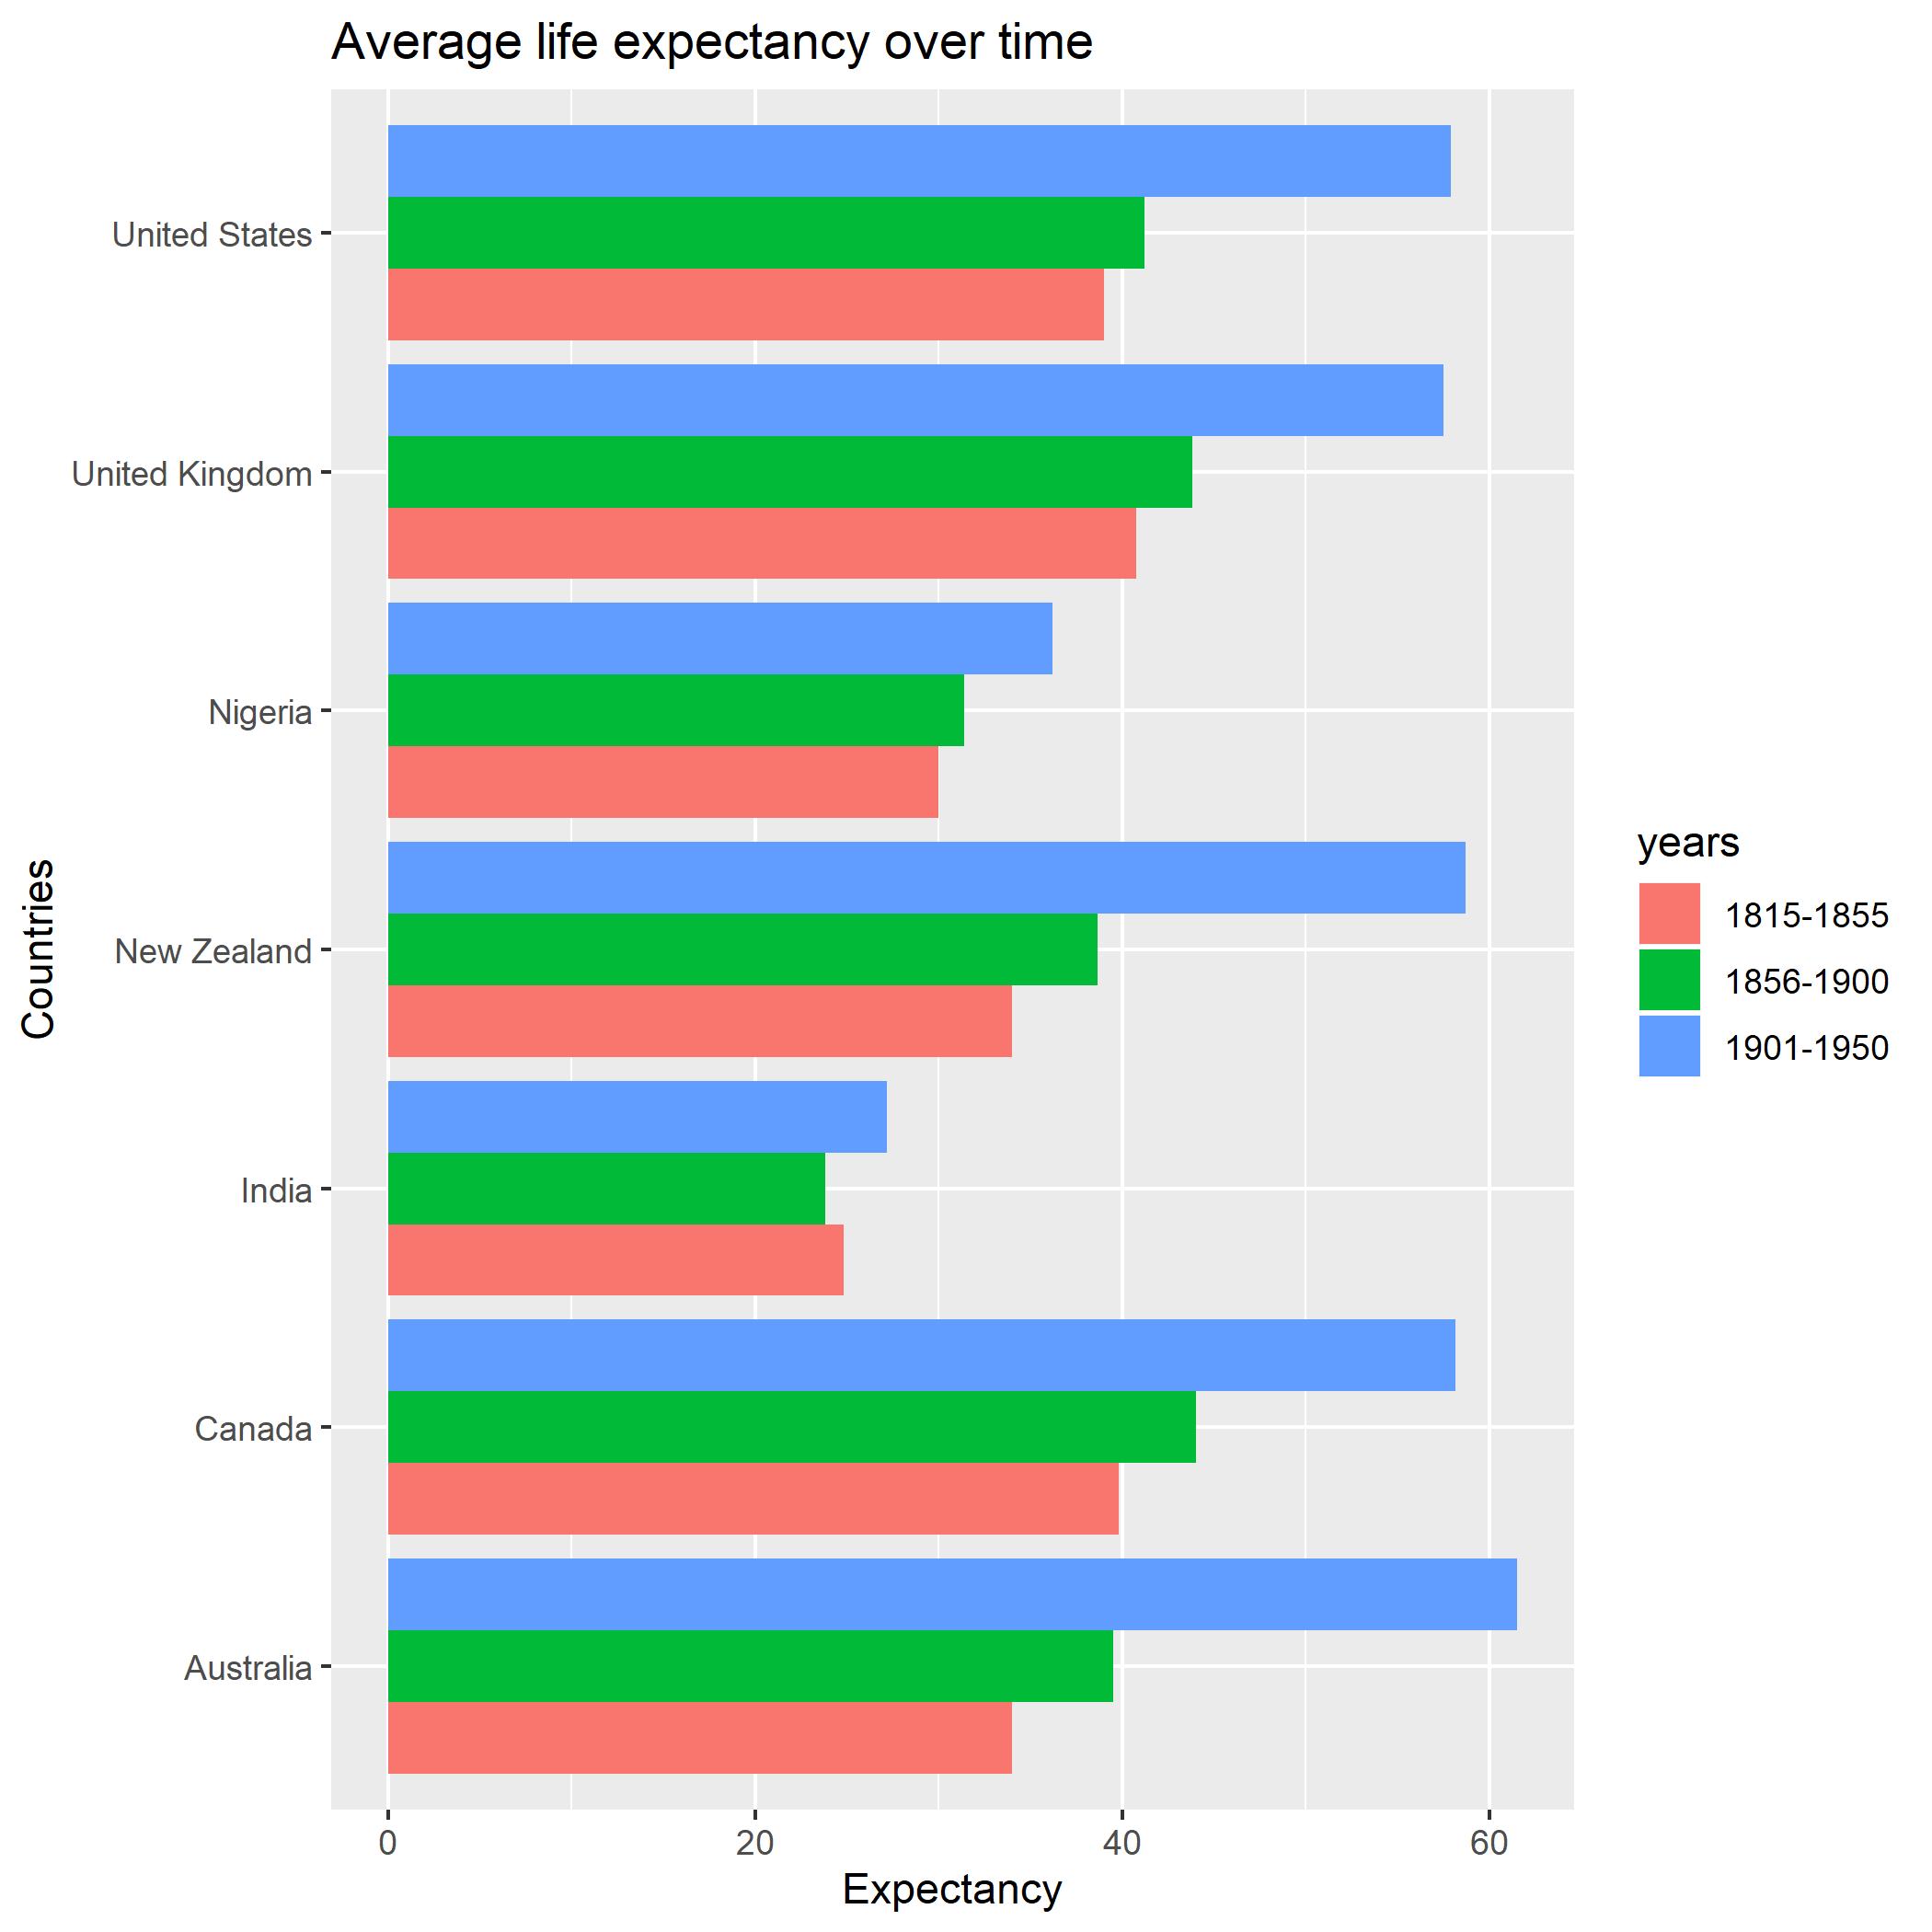 Average life expectancy over time
United States
United Kingdom
Nigeria
New Zealand
India
Canada
Australia
Countries
0 20 40 60
Expectancy
years
1815-1855
1856-1900
1901-1950